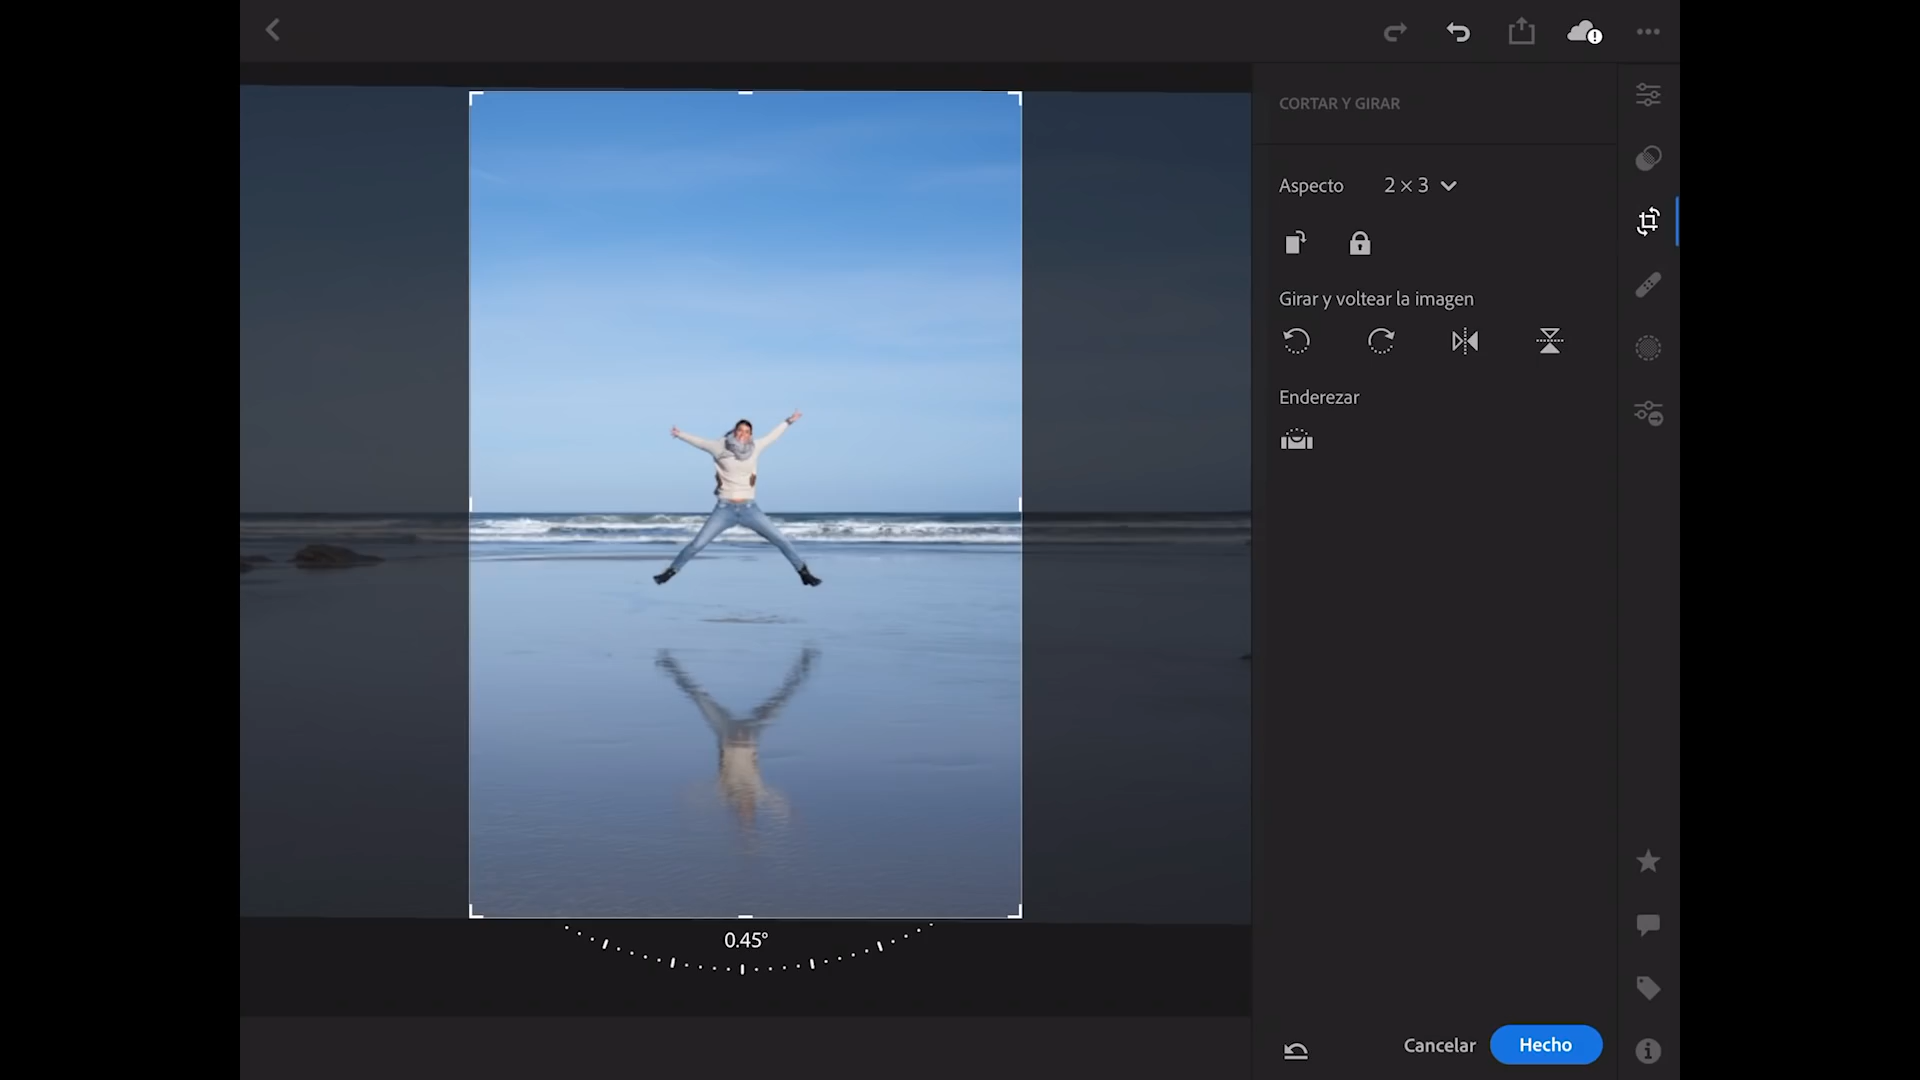 CORTAR Y GIRAR
Aspecto 2 × 3
Girar y voltear la imagen
Enderezar
0.45°
Cancelar Hecho